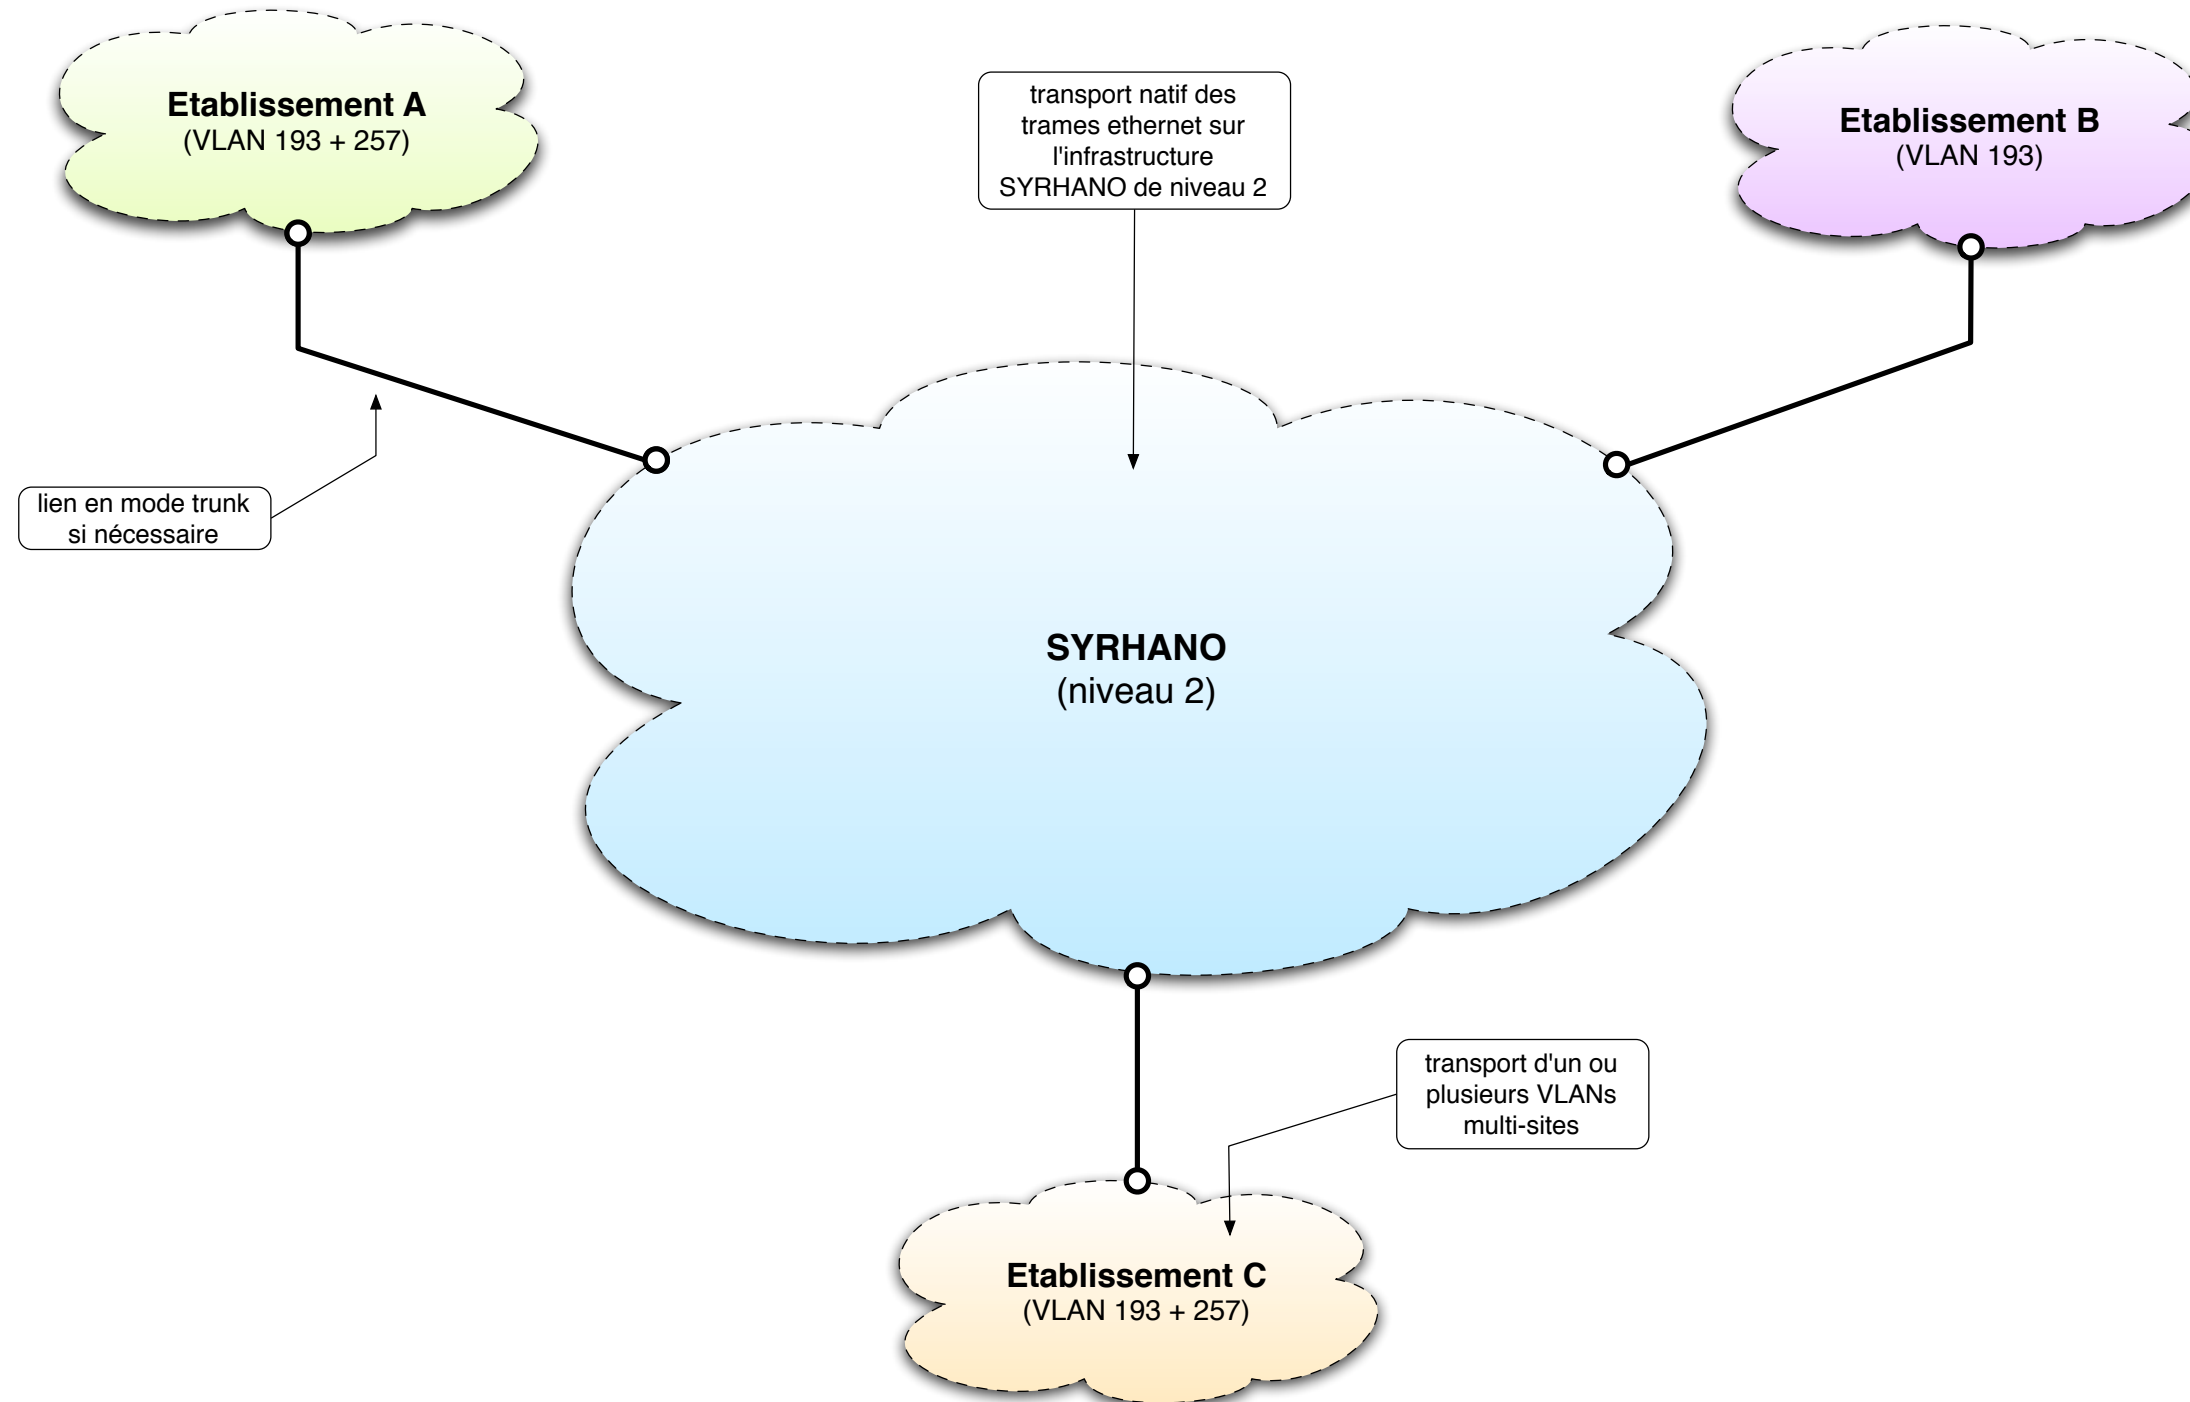 Etablissement A
(VLAN 193 + 257)
transport natif des
trames ethernet sur
l'infrastructure
SYRHANO de niveau 2
Etablissement B
(VLAN 193)
lien en mode trunk
si nécessaire
SYRHANO
(niveau 2)
transport d'un ou
plusieurs VLANs
multi-sites
Etablissement C
(VLAN 193 + 257)